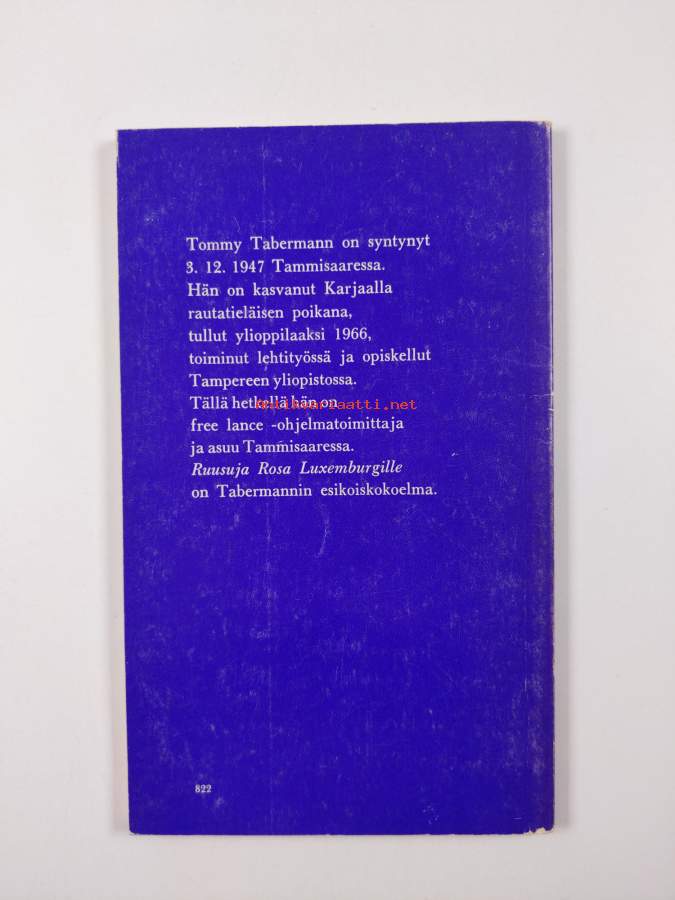 Tommy Tabermann on syntynyt
3. 12. 1947 Tammisaaressa.
Hän on kasvanut Karjaalla
rautatieläisen poikana,
tullut ylioppilaaksi 1966,
toiminut lehtityössä ja opiskellut
Tampereen yliopistossa.
Tällä hetkellä hän on
Antikvariaatti.net
free lance -ohjelmatoimittaja
ja asuu Tammisaaressa.
Ruusuja Rosa Luxemburgille
on Tabermannin esikoiskokoelma.
822